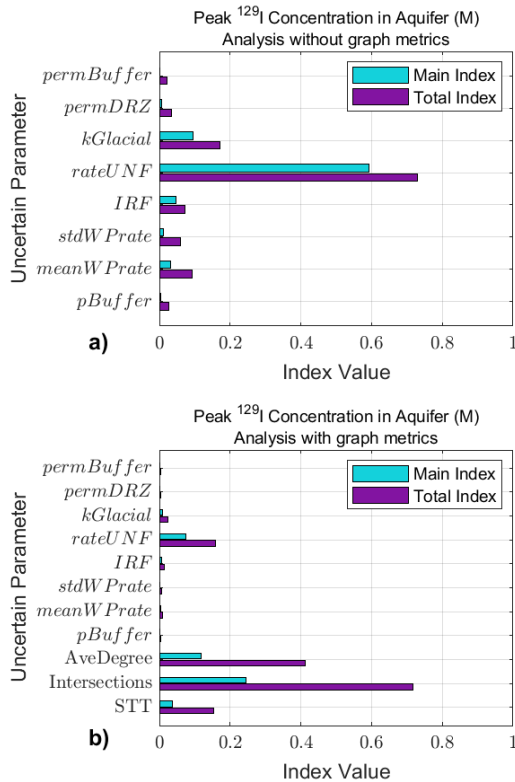 Peak ¹²⁹I Concentration in Aquifer (M)
Analysis without graph metrics
Main Index
Total Index
Uncertain Parameter
permBuffer
permDRZ
kGlacial
rateUNF
IRF
stdWPrate
meanWPrate
pBuffer
0 0.2 0.4 0.6 0.8 1
a)
Index Value
Peak ¹²⁹I Concentration in Aquifer (M)
Analysis with graph metrics
Main Index
Total Index
Uncertain Parameter
permBuffer
permDRZ
kGlacial
rateUNF
IRF
stdWPrate
meanWPrate
pBuffer
AveDegree
Intersections
STT
0 0.2 0.4 0.6 0.8 1
b)
Index Value